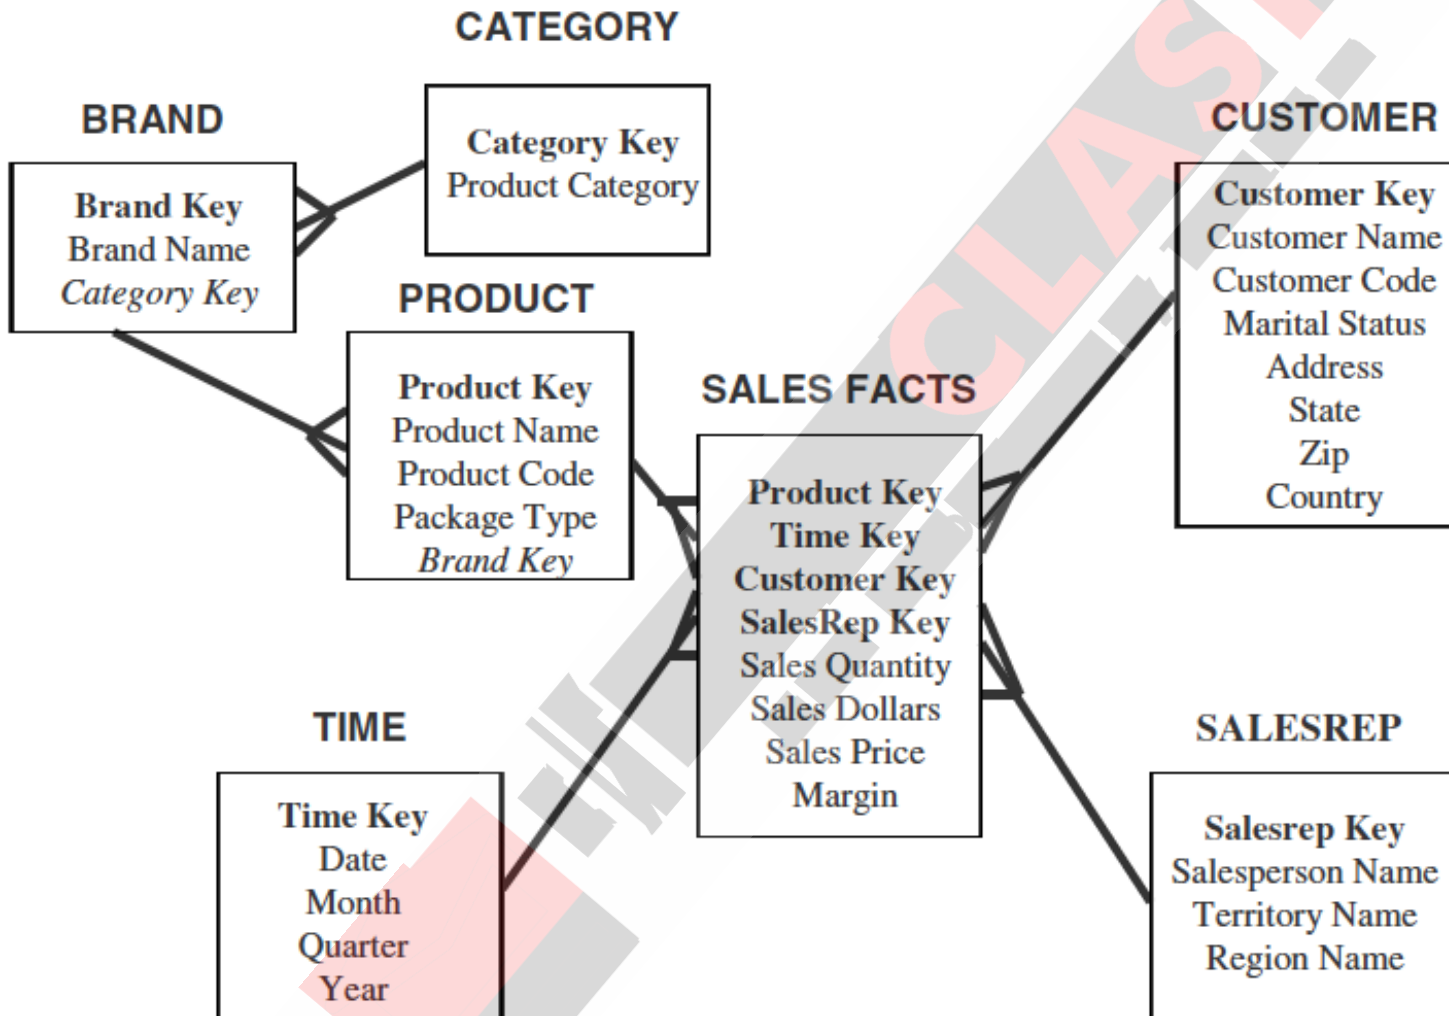 CATEGORY
Category Key
Product Category
BRAND
Brand Key
Brand Name
Category Key
PRODUCT
Product Key
Product Name
Product Code
Package Type
Brand Key
SALES FACTS
Product Key
Time Key
Customer Key
SalesRep Key
Sales Quantity
Sales Dollars
Sales Price
Margin
CUSTOMER
Customer Key
Customer Name
Customer Code
Marital Status
Address
State
Zip
Country
TIME
Time Key
Date
Month
Quarter
Year
SALESREP
Salesrep Key
Salesperson Name
Territory Name
Region Name
CLAS